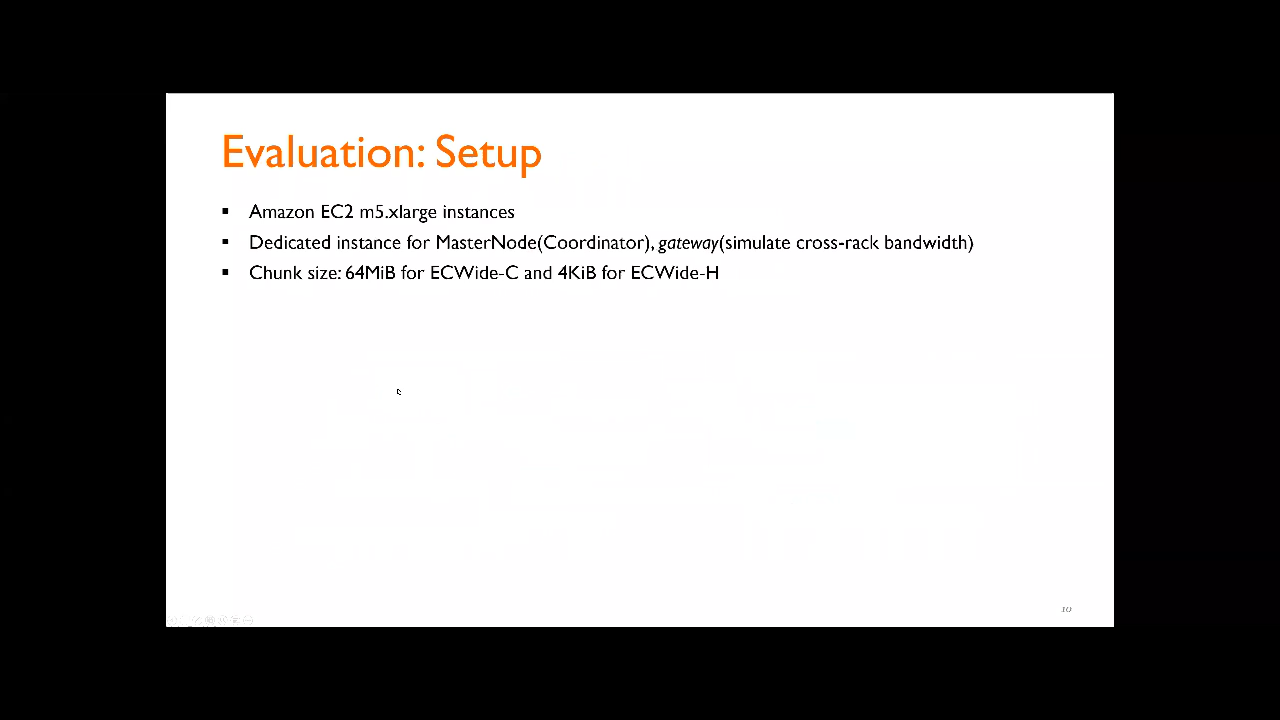 Evaluation: Setup
▪ Amazon EC2 m5.xlarge instances
▪ Dedicated instance for MasterNode(Coordinator), gateway(simulate cross-rack bandwidth)
▪ Chunk size: 64MiB for ECWide-C and 4KiB for ECWide-H
10